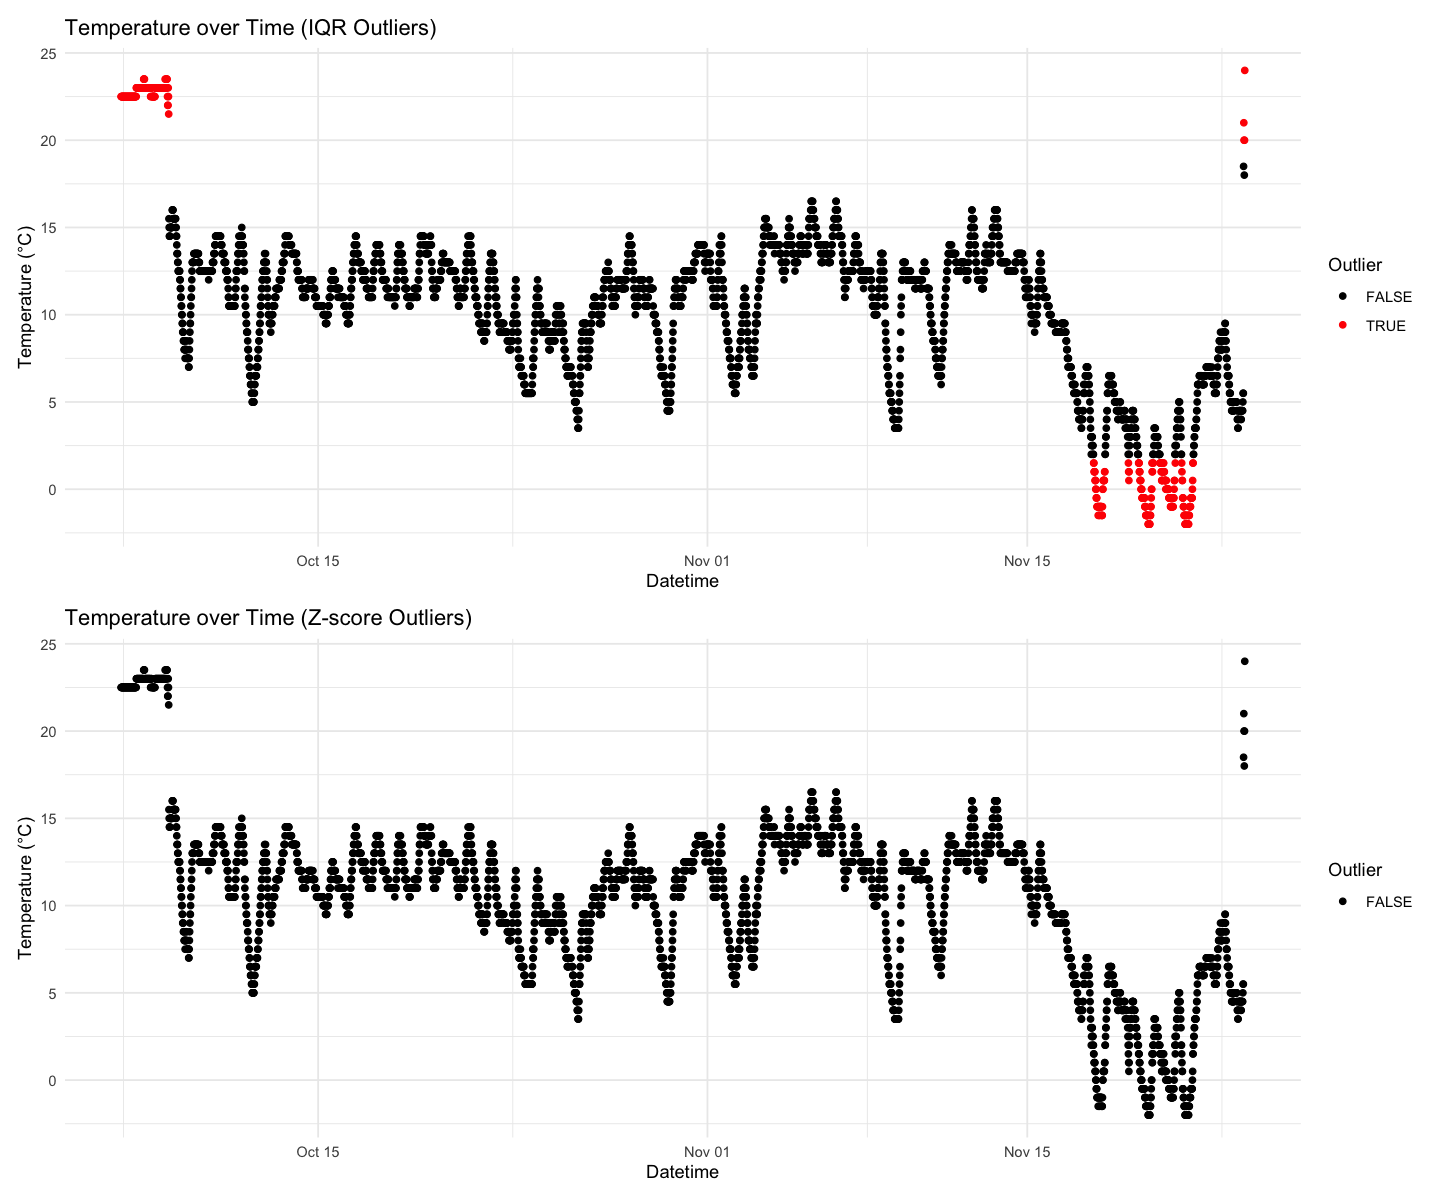 Temperature over Time (IQR Outliers)
Temperature (°C)
25
20
15
10
5
0
Oct 15
Nov 01
Nov 15
Datetime
Outlier
FALSE
TRUE
Temperature over Time (Z-score Outliers)
Temperature (°C)
25
20
15
10
5
0
Oct 15
Nov 01
Nov 15
Datetime
Outlier
FALSE